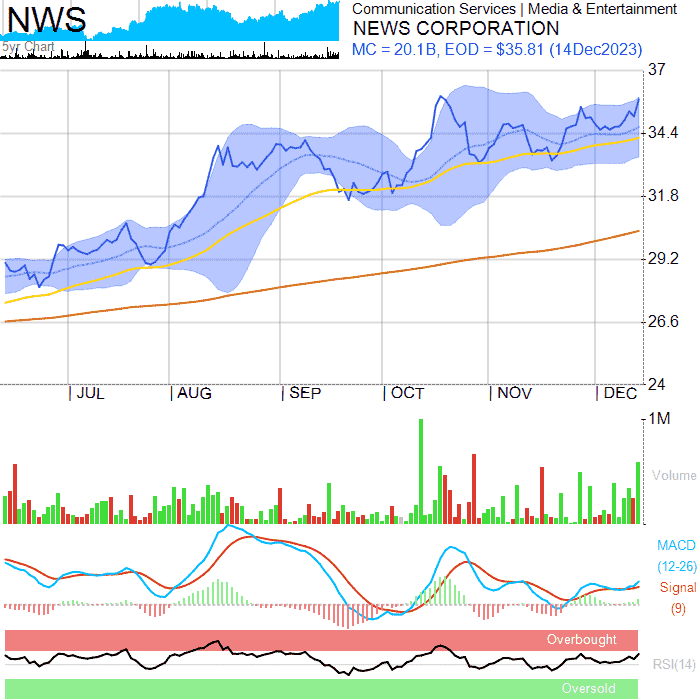 NWS
5yr Chart
Communication Services | Media & Entertainment
NEWS CORPORATION
MC = 20.1B, EOD = $35.81 (14Dec2023)
37
34.4
31.8
29.2
26.6
24
| JUL | AUG | SEP | OCT | NOV | DEC
1M
Volume
MACD
(12-26)
Signal
(9)
Overbought
RSI(14)
Oversold